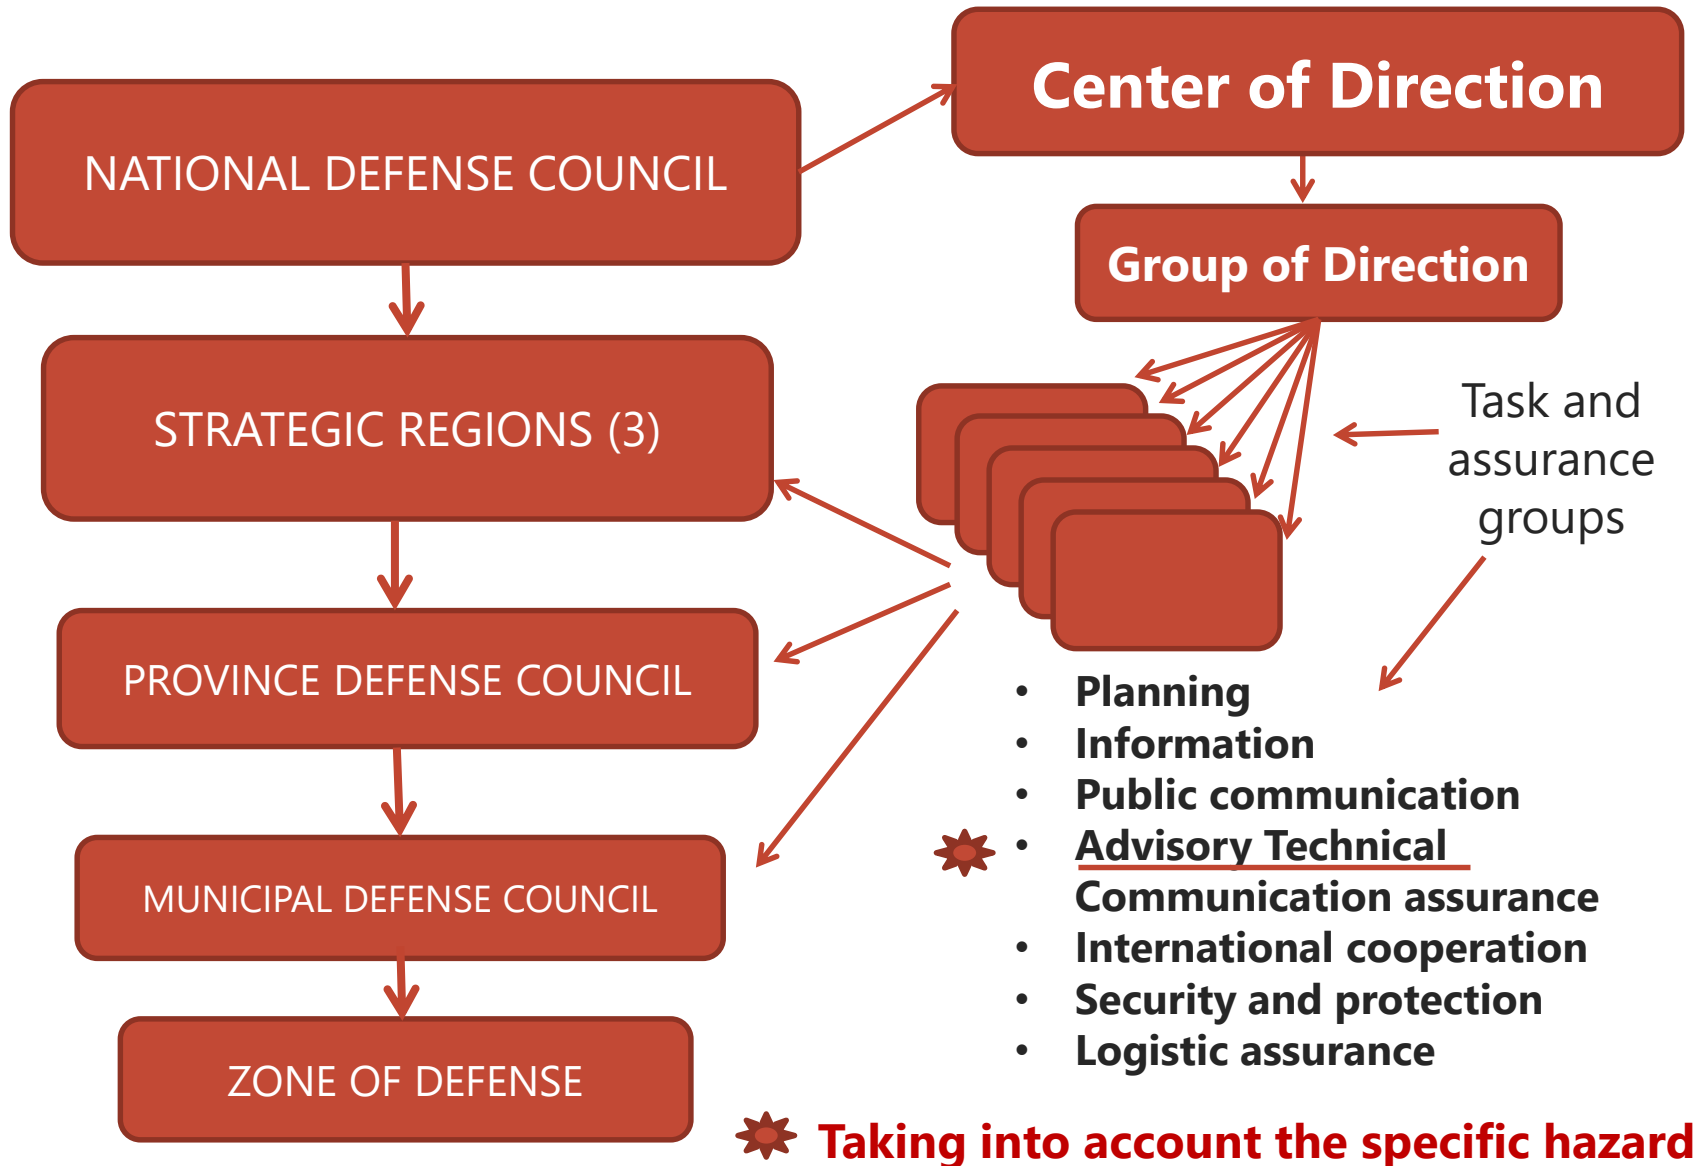 NATIONAL DEFENSE COUNCIL
STRATEGIC REGIONS (3)
PROVINCE DEFENSE COUNCIL
MUNICIPAL DEFENSE COUNCIL
ZONE OF DEFENSE
Center of Direction
Group of Direction
Task and
assurance
groups
• Planning
• Information
• Public communication
• Advisory Technical
Communication assurance
• International cooperation
• Security and protection
• Logistic assurance
Taking into account the specific hazard